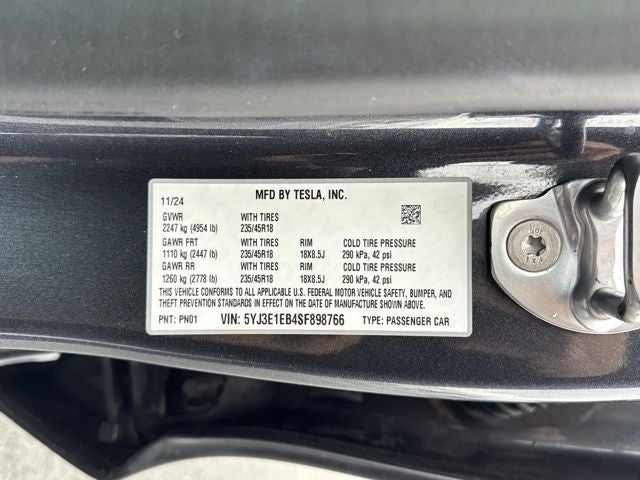 MFD BY TESLA, INC.
11/24
GVWR WITH TIRES
2247 kg (4954 lb) 235/45R18
GAWR FRT WITH TIRES RIM COLD TIRE PRESSURE
1110 kg (2447 lb) 235/45R18 18X8.5J 290 kPa, 42 psi
GAWR RR WITH TIRES RIM COLD TIRE PRESSURE
1260 kg (2778 lb) 235/45R18 18X8.5J 290 kPa, 42 psi
THIS VEHICLE CONFORMS TO ALL APPLICABLE U.S. FEDERAL MOTOR VEHICLE SAFETY, BUMPER, AND
THEFT PREVENTION STANDARDS IN EFFECT ON THE DATE OF MANUFACTURE SHOWN ABOVE.
PNT: PN01 VIN: 5YJ3E1EB4SF898766 TYPE: PASSENGER CAR